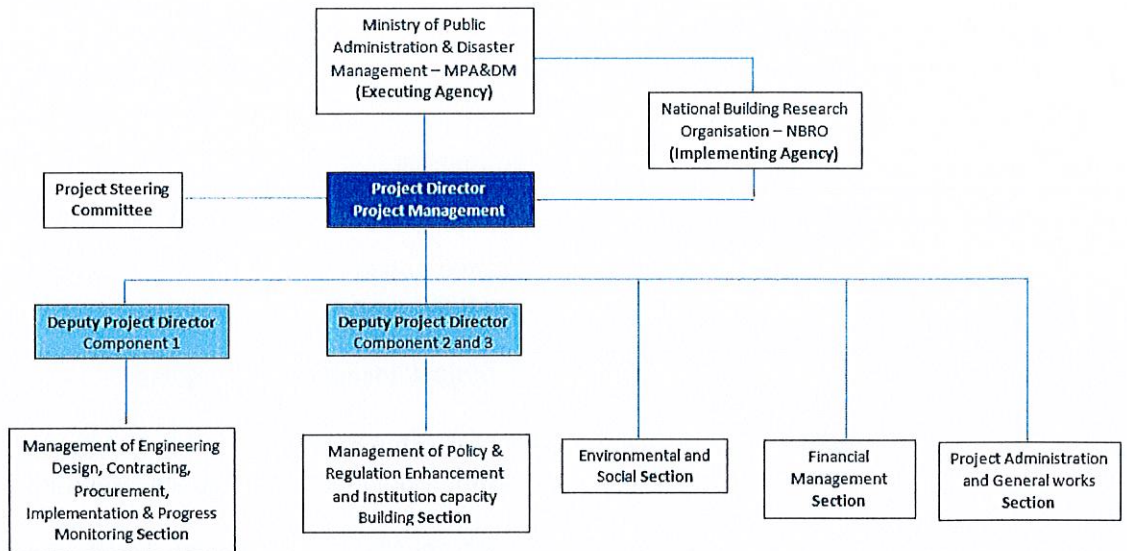 Ministry of Public
Administration & Disaster
Management – MPA&DM
(Executing Agency)
National Building Research
Organisation – NBRO
(Implementing Agency)
Project Steering
Committee
Project Director
Project Management
Deputy Project Director
Component 1
Deputy Project Director
Component 2 and 3
Management of Engineering
Design, Contracting,
Procurement,
Implementation & Progress
Monitoring Section
Management of Policy &
Regulation Enhancement
and Institution capacity
Building Section
Environmental and
Social Section
Financial
Management
Section
Project Administration
and General works
Section